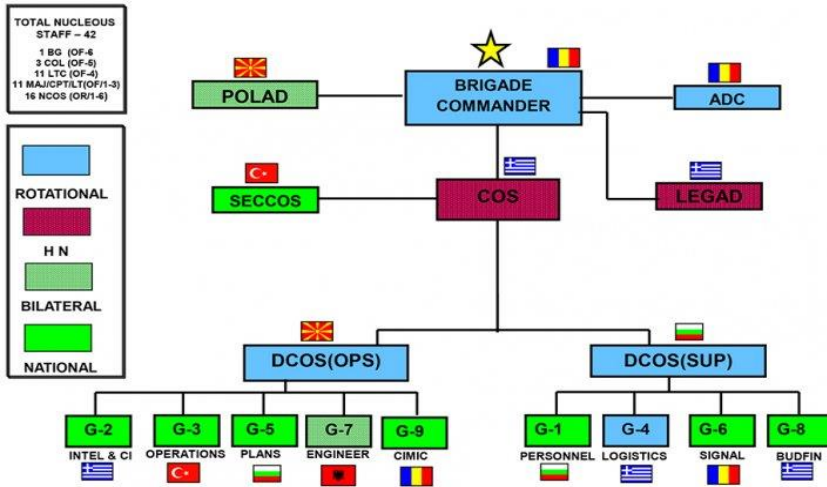 TOTAL NUCLEOUS
STAFF – 42
1 BG (OF-6
3 COL (OF-5)
11 LTC (OF-4)
11 MAJ/CPT/LT(OF/1-3)
16 NCOS (OR/1-6)
ROTATIONAL
H N
BILATERAL
NATIONAL
POLAD
BRIGADE
COMMANDER
ADC
SECCOS
COS
LEGAD
DCOS(OPS)
DCOS(SUP)
G-2
INTEL & CI
G-3
OPERATIONS
G-5
PLANS
G-7
ENGINEER
G-9
CIMIC
G-1
PERSONNEL
G-4
LOGISTICS
G-6
SIGNAL
G-8
BUDFIN